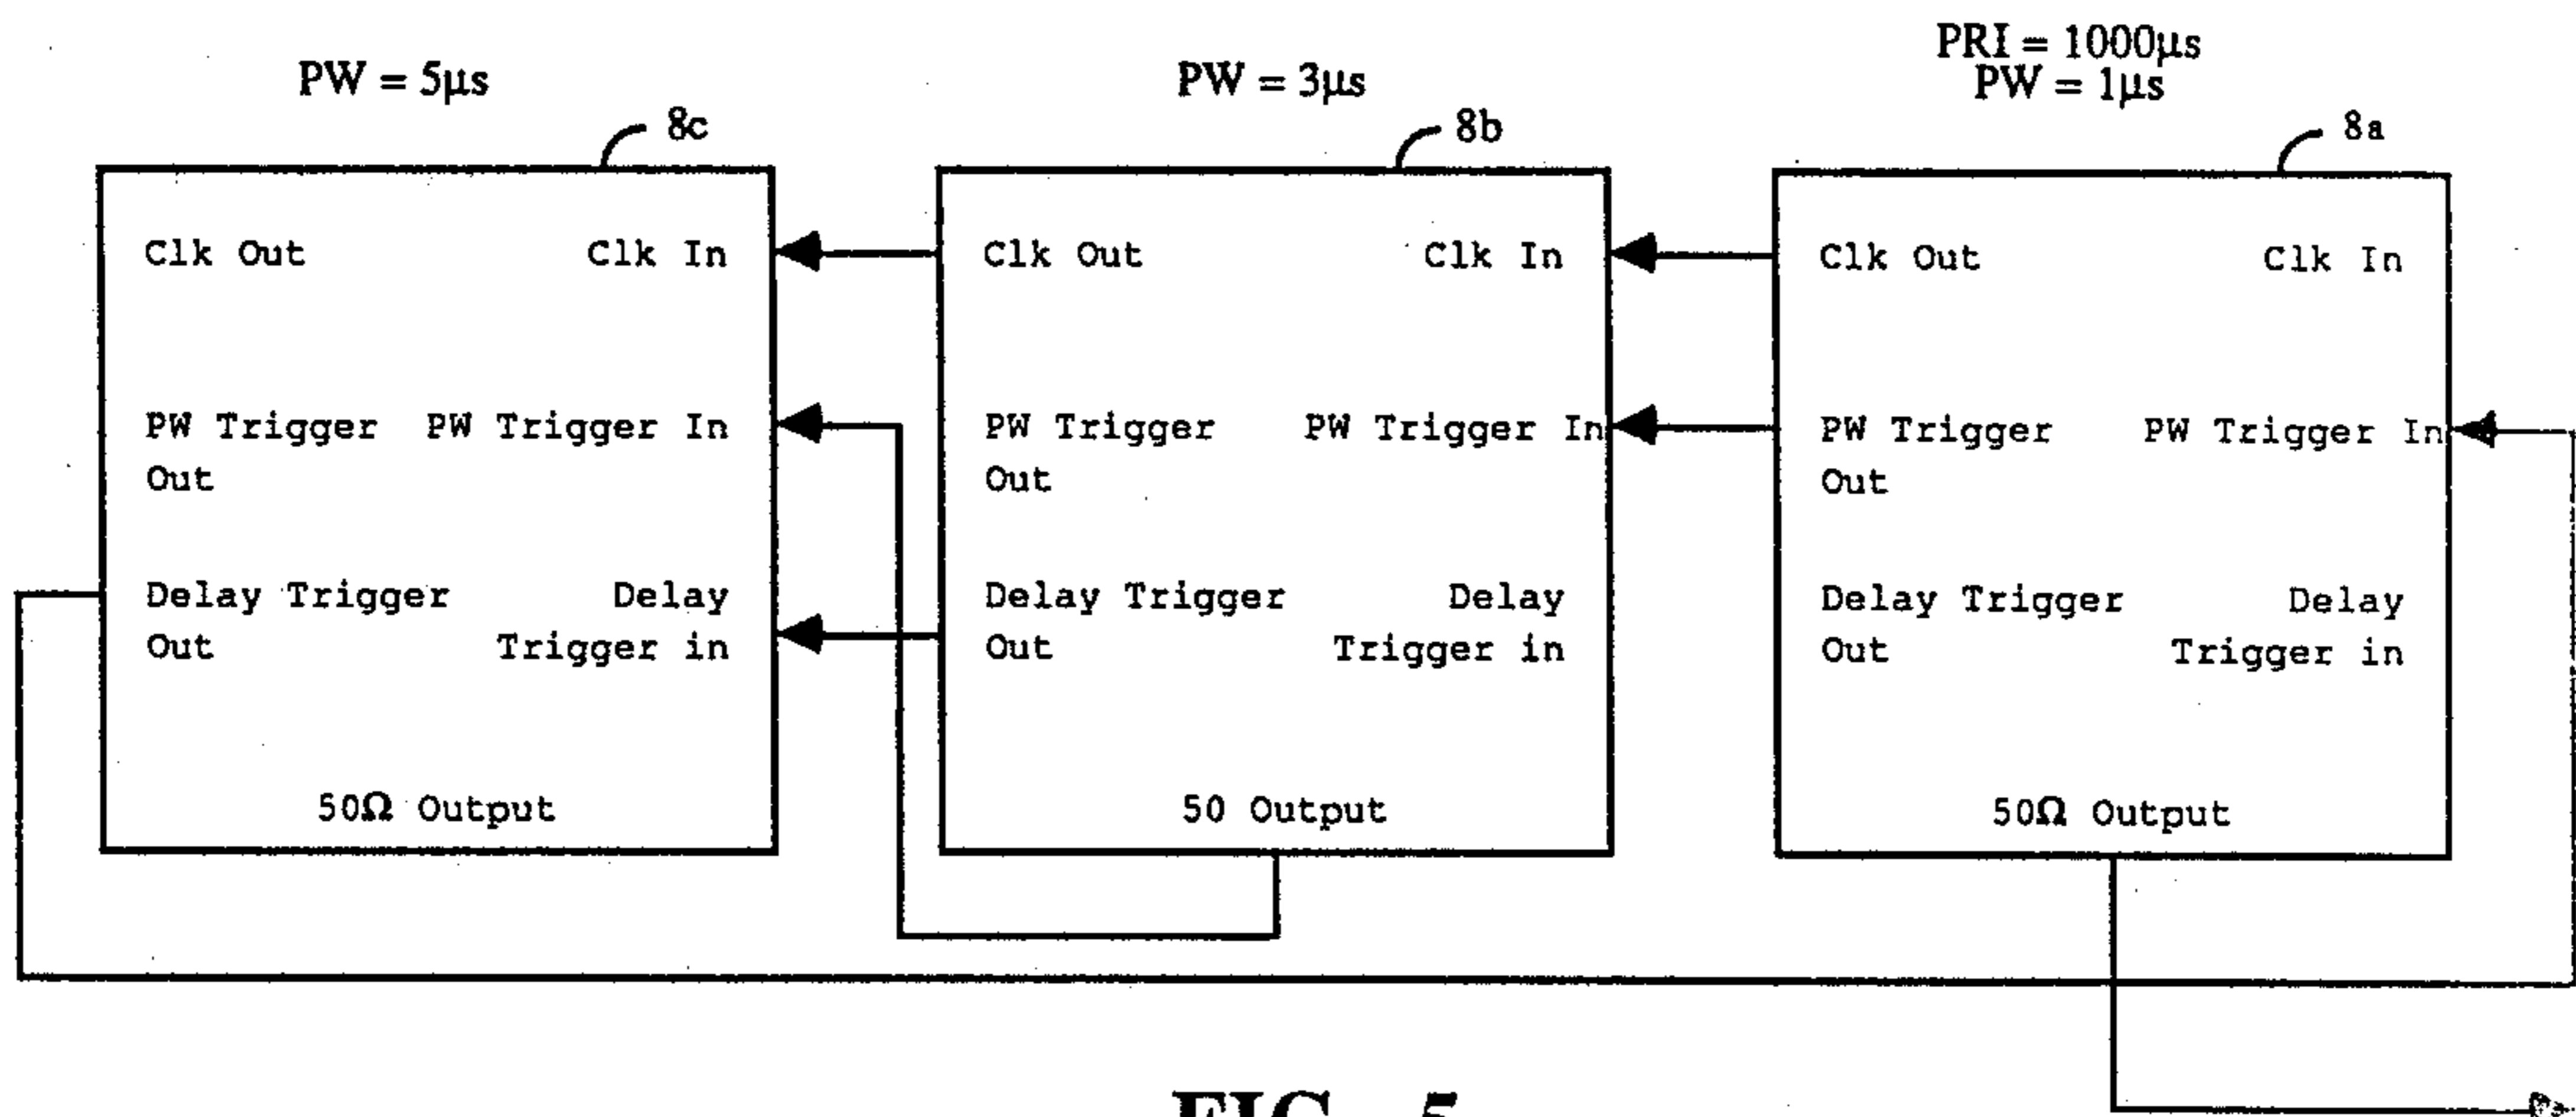 PRI = 1000µs
PW = 5µs
PW = 3µs
PW = 1µs
8c
8b
8a
Clk Out
Clk In
PW Trigger Out
PW Trigger In
Delay Trigger Out
Delay Trigger in
50Ω Output
Clk Out
Clk In
PW Trigger Out
PW Trigger In
Delay Trigger Out
Delay Trigger in
50 Output
Clk Out
Clk In
PW Trigger Out
PW Trigger In
Delay Trigger Out
Delay Trigger in
50Ω Output
FIG. 5